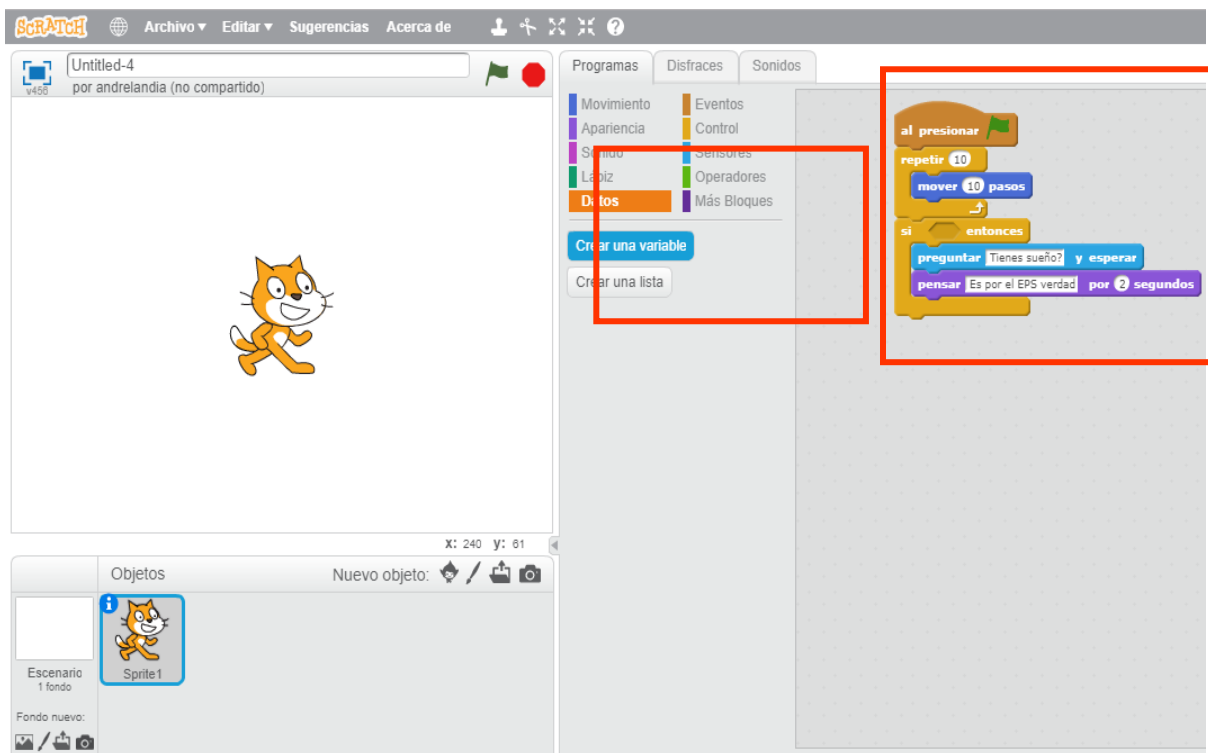 SCRATCH Archivo Editar Sugerencias Acerca de
Untitled-4
v456 por andrelandia (no compartido)
x: 240 y: 61
Objetos Nuevo objeto:
Escenario
1 fondo
Sprite1
Fondo nuevo:
Programas Disfraces Sonidos
Movimiento Eventos
Apariencia Control
Sonido Sensores
Lápiz Operadores
Datos Más Bloques
Crear una variable
Crear una lista
al presionar
repetir 10
mover 10 pasos
si entonces
preguntar Tienes sueño? y esperar
pensar Es por el EPS verdad por 2 segundos